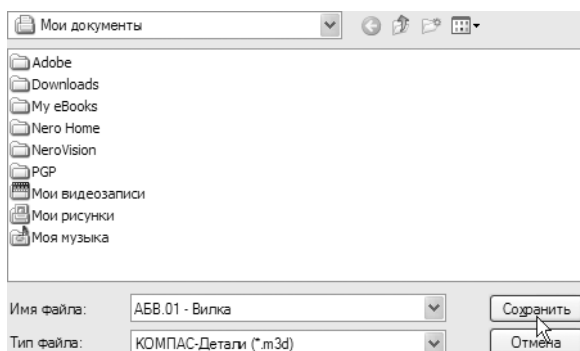 Мои документы
Adobe
Downloads
My eBooks
Nero Home
NeroVision
PGP
Мои видеозаписи
Мои рисунки
Моя музыка
Имя файла: АБВ.01 - Вилка Сохранить
Тип файла: КОМПАС-Детали (*.m3d) Отмена